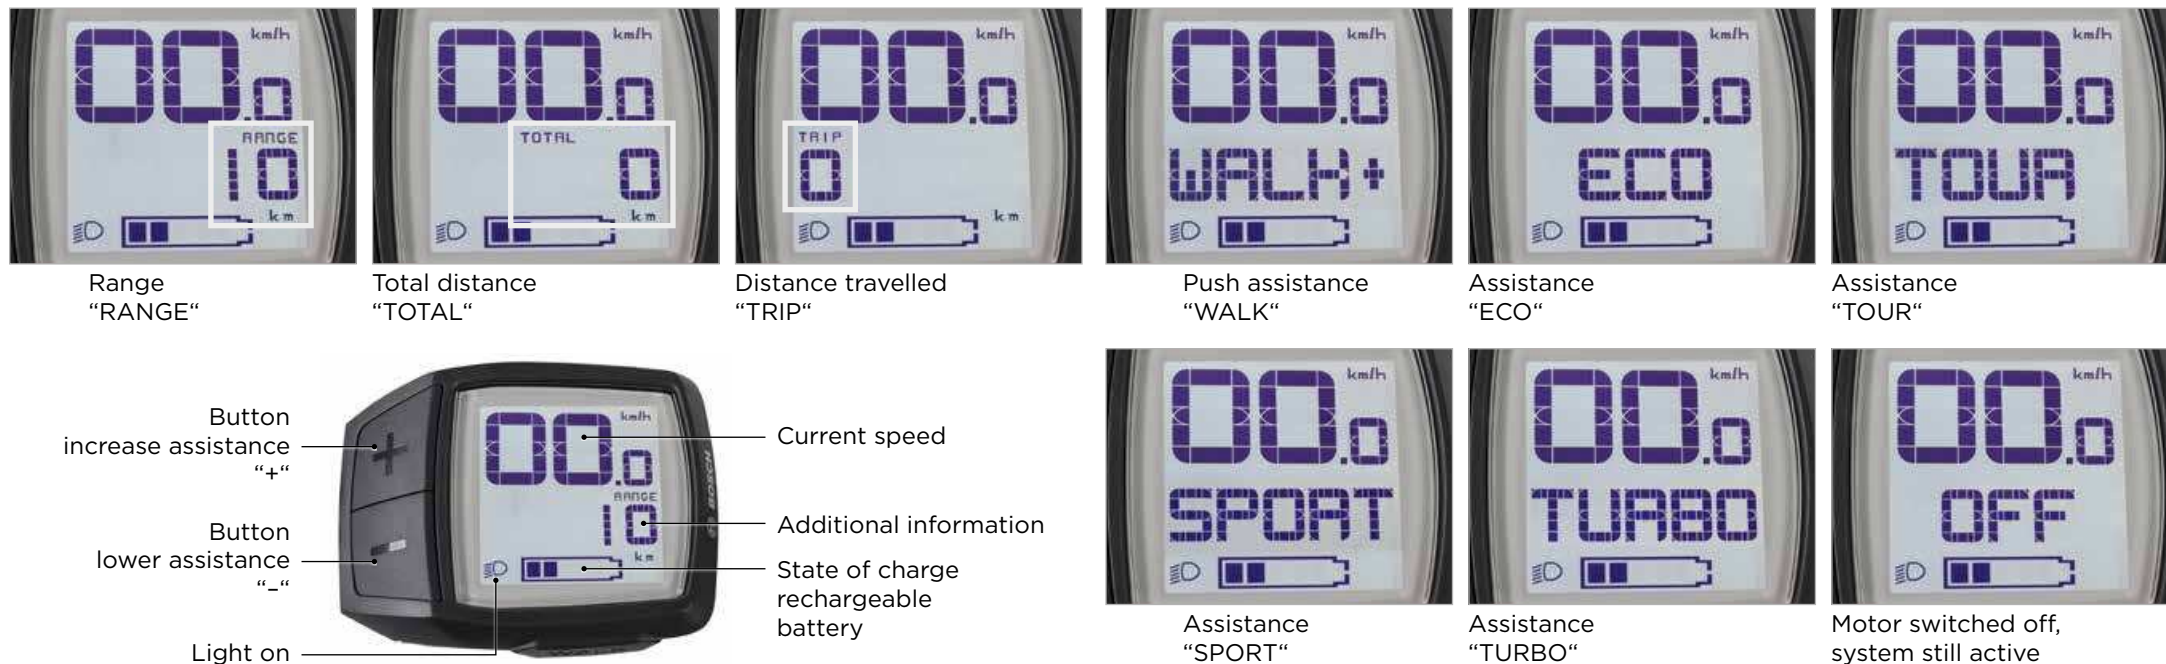 00.0 km/h
RANGE
10
km
Range
“RANGE“
00.0 km/h
TOTAL
0
km
Total distance
“TOTAL“
00.0 km/h
TRIP
0
km
Distance travelled
“TRIP“
00.0 km/h
WALK+
Push assistance
“WALK“
00.0 km/h
ECO
Assistance
“ECO“
00.0 km/h
TOUR
Assistance
“TOUR“
Button
increase assistance
“+“
Button
lower assistance
“–“
Light on
+
–
00.0 km/h
RANGE
10
km
BOSCH
Current speed
Additional information
State of charge
rechargeable
battery
00.0 km/h
SPORT
Assistance
“SPORT“
00.0 km/h
TURBO
Assistance
“TURBO“
00.0 km/h
OFF
Motor switched off,
system still active